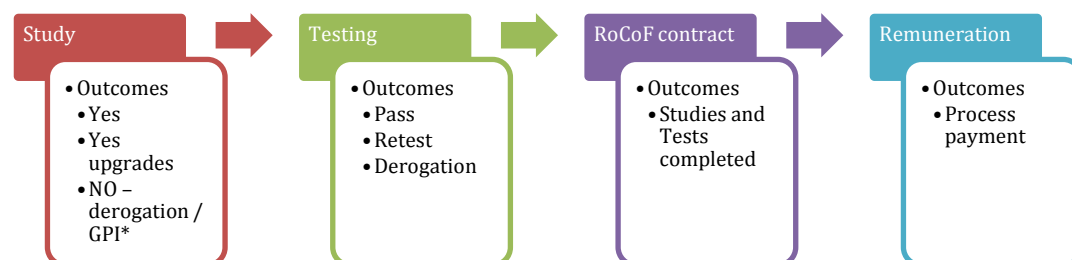 Study
• Outcomes
• Yes
• Yes
upgrades
• NO –
derogation /
GPI*
Testing
• Outcomes
• Pass
• Retest
• Derogation
RoCoF contract
• Outcomes
• Studies and
Tests
completed
Remuneration
• Outcomes
• Process
payment